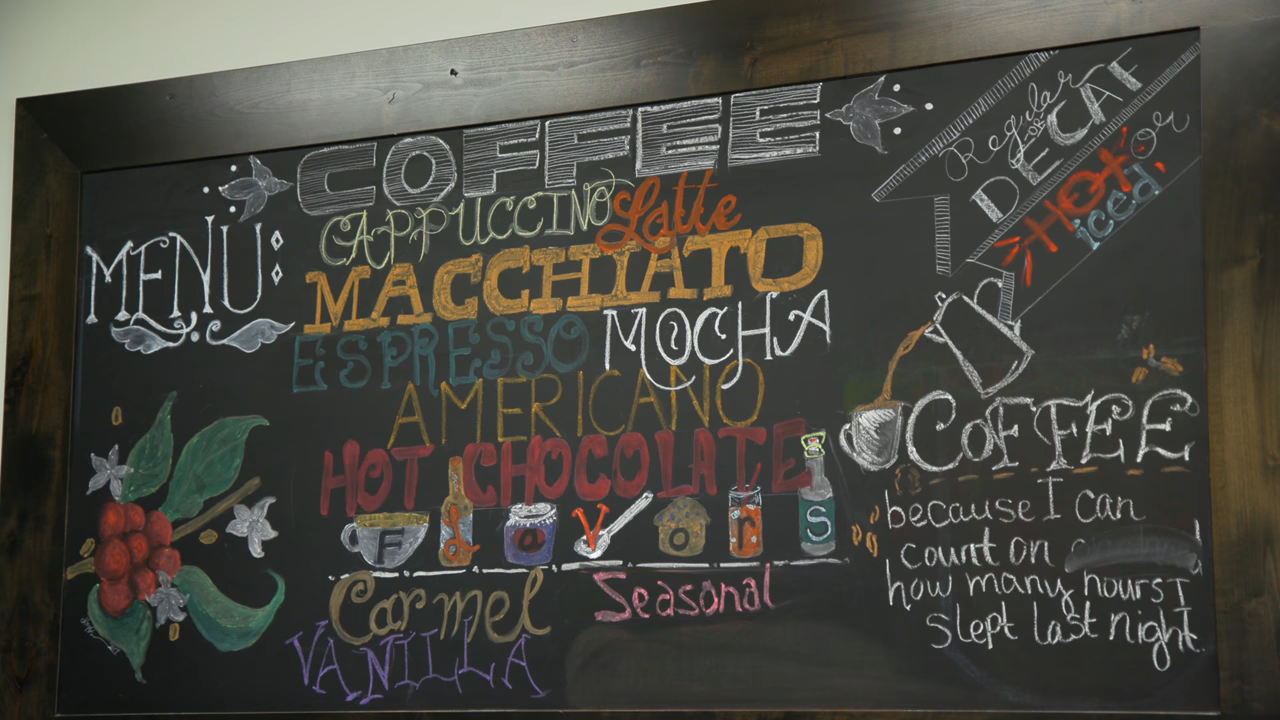 MENU:
COFFEE
CAPPUCCINO Latte
MACCHIATO
ESPRESSO MOCHA
AMERICANO
HOT CHOCOLATE
FLaVorS
Carmel Seasonal
VANILLA
Regular
or
DECAF
HOT or
iced
COFFEE
because I can
count on
how many hours I
slept last night.